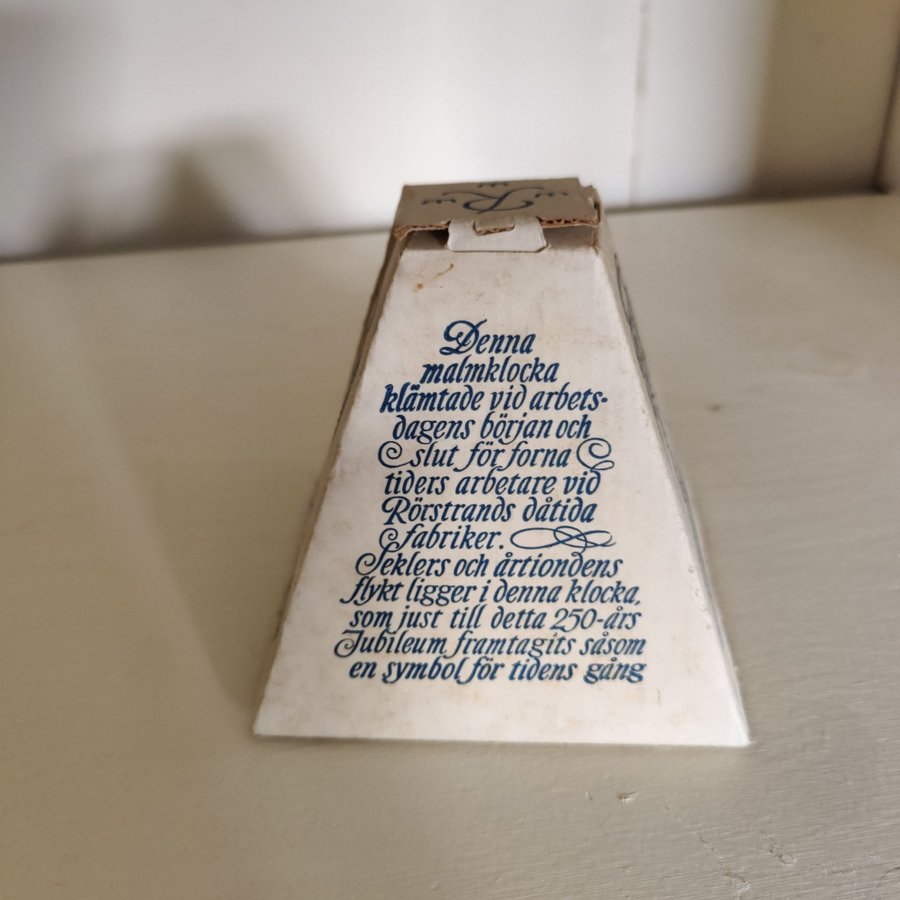 R
Denna
malmklocka
klämtade vid arbets-
dagens början och
slut för forna
tiders arbetare vid
Rörstrands dåtida
fabriker.
Seklers och årtiondens
flykt ligger i denna klocka,
som just till detta 250-års
Jubileum framtagits såsom
en symbol för tidens gång